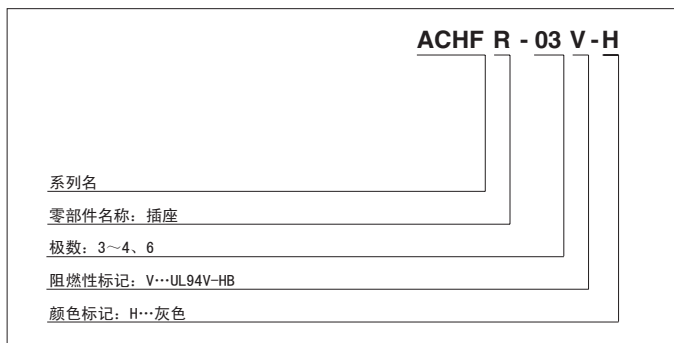 ACHF R - 03 V - H
系列名
零部件名称：插座
极数：3～4、6
阻燃性标记：V…UL94V-HB
颜色标记：H…灰色